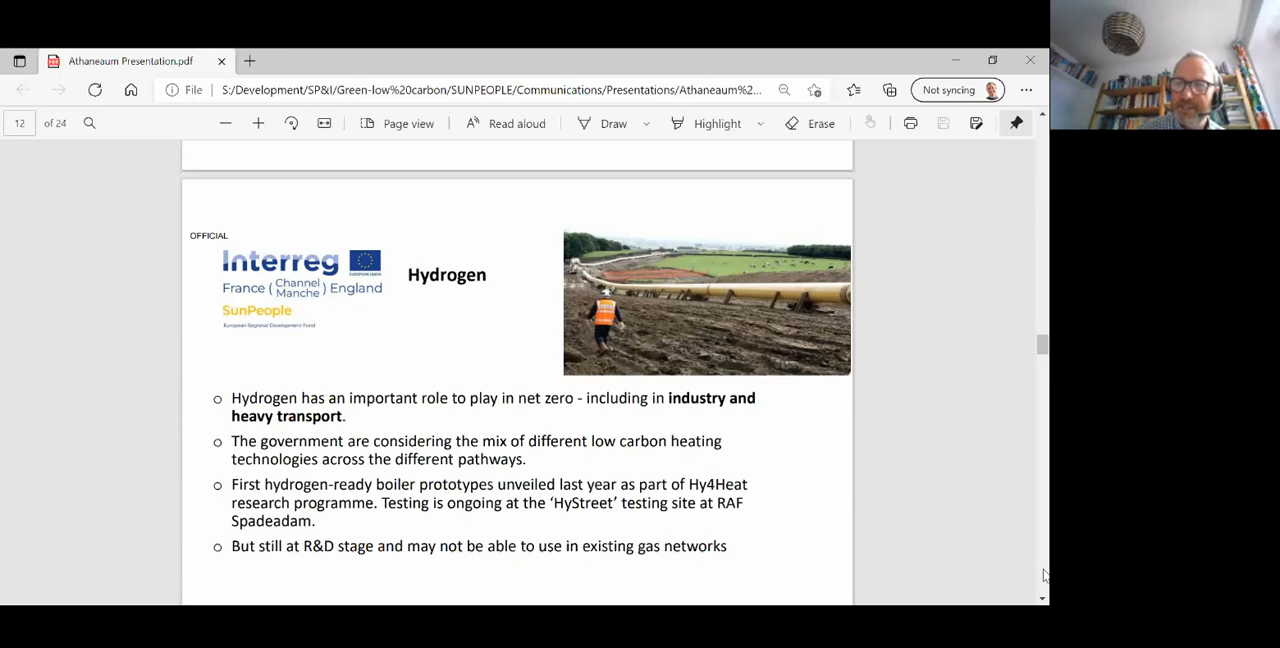 Athaneaum Presentation.pdf
File
S:/Development/SP&I/Green-low%20carbon/SUNPEOPLE/Communications/Presentations/Athaneaum%2...
Not syncing
12 of 24
Page view
Read aloud
Draw
Highlight
Erase
OFFICIAL
Interreg
EUROPEAN UNION
France ( Channel Manche ) England
SunPeople
European Regional Development Fund
Hydrogen
Hydrogen has an important role to play in net zero - including in industry and
heavy transport.
The government are considering the mix of different low carbon heating
technologies across the different pathways.
First hydrogen-ready boiler prototypes unveiled last year as part of Hy4Heat
research programme. Testing is ongoing at the ‘HyStreet’ testing site at RAF
Spadeadam.
But still at R&D stage and may not be able to use in existing gas networks